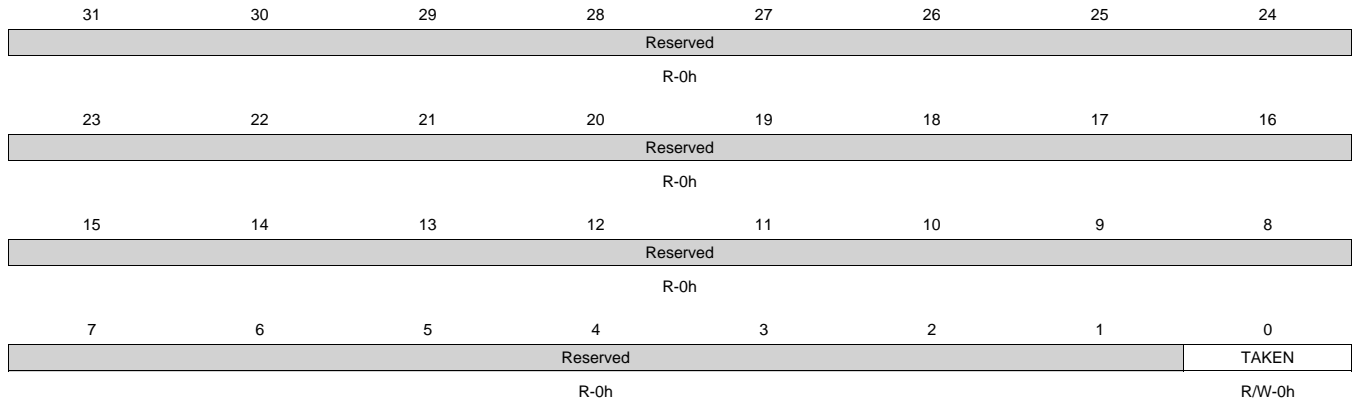 31 30 29 28 27 26 25 24
Reserved
R-0h
23 22 21 20 19 18 17 16
Reserved
R-0h
15 14 13 12 11 10 9 8
Reserved
R-0h
7 6 5 4 3 2 1 0
Reserved TAKEN
R-0h R/W-0h